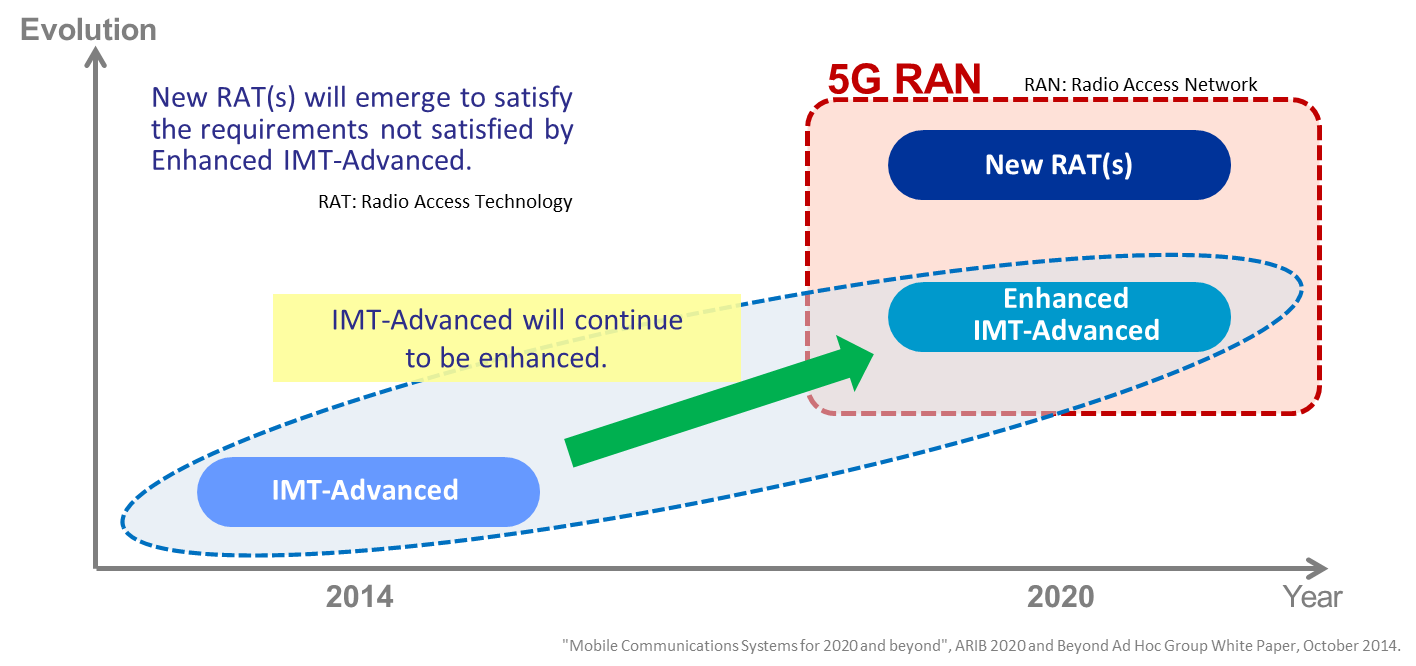 Evolution
New RAT(s) will emerge to satisfy
the requirements not satisfied by
Enhanced IMT-Advanced.
RAT: Radio Access Technology
5G RAN
RAN: Radio Access Network
New RAT(s)
Enhanced
IMT-Advanced
IMT-Advanced will continue
to be enhanced.
IMT-Advanced
2014
2020
Year
"Mobile Communications Systems for 2020 and beyond", ARIB 2020 and Beyond Ad Hoc Group White Paper, October 2014.